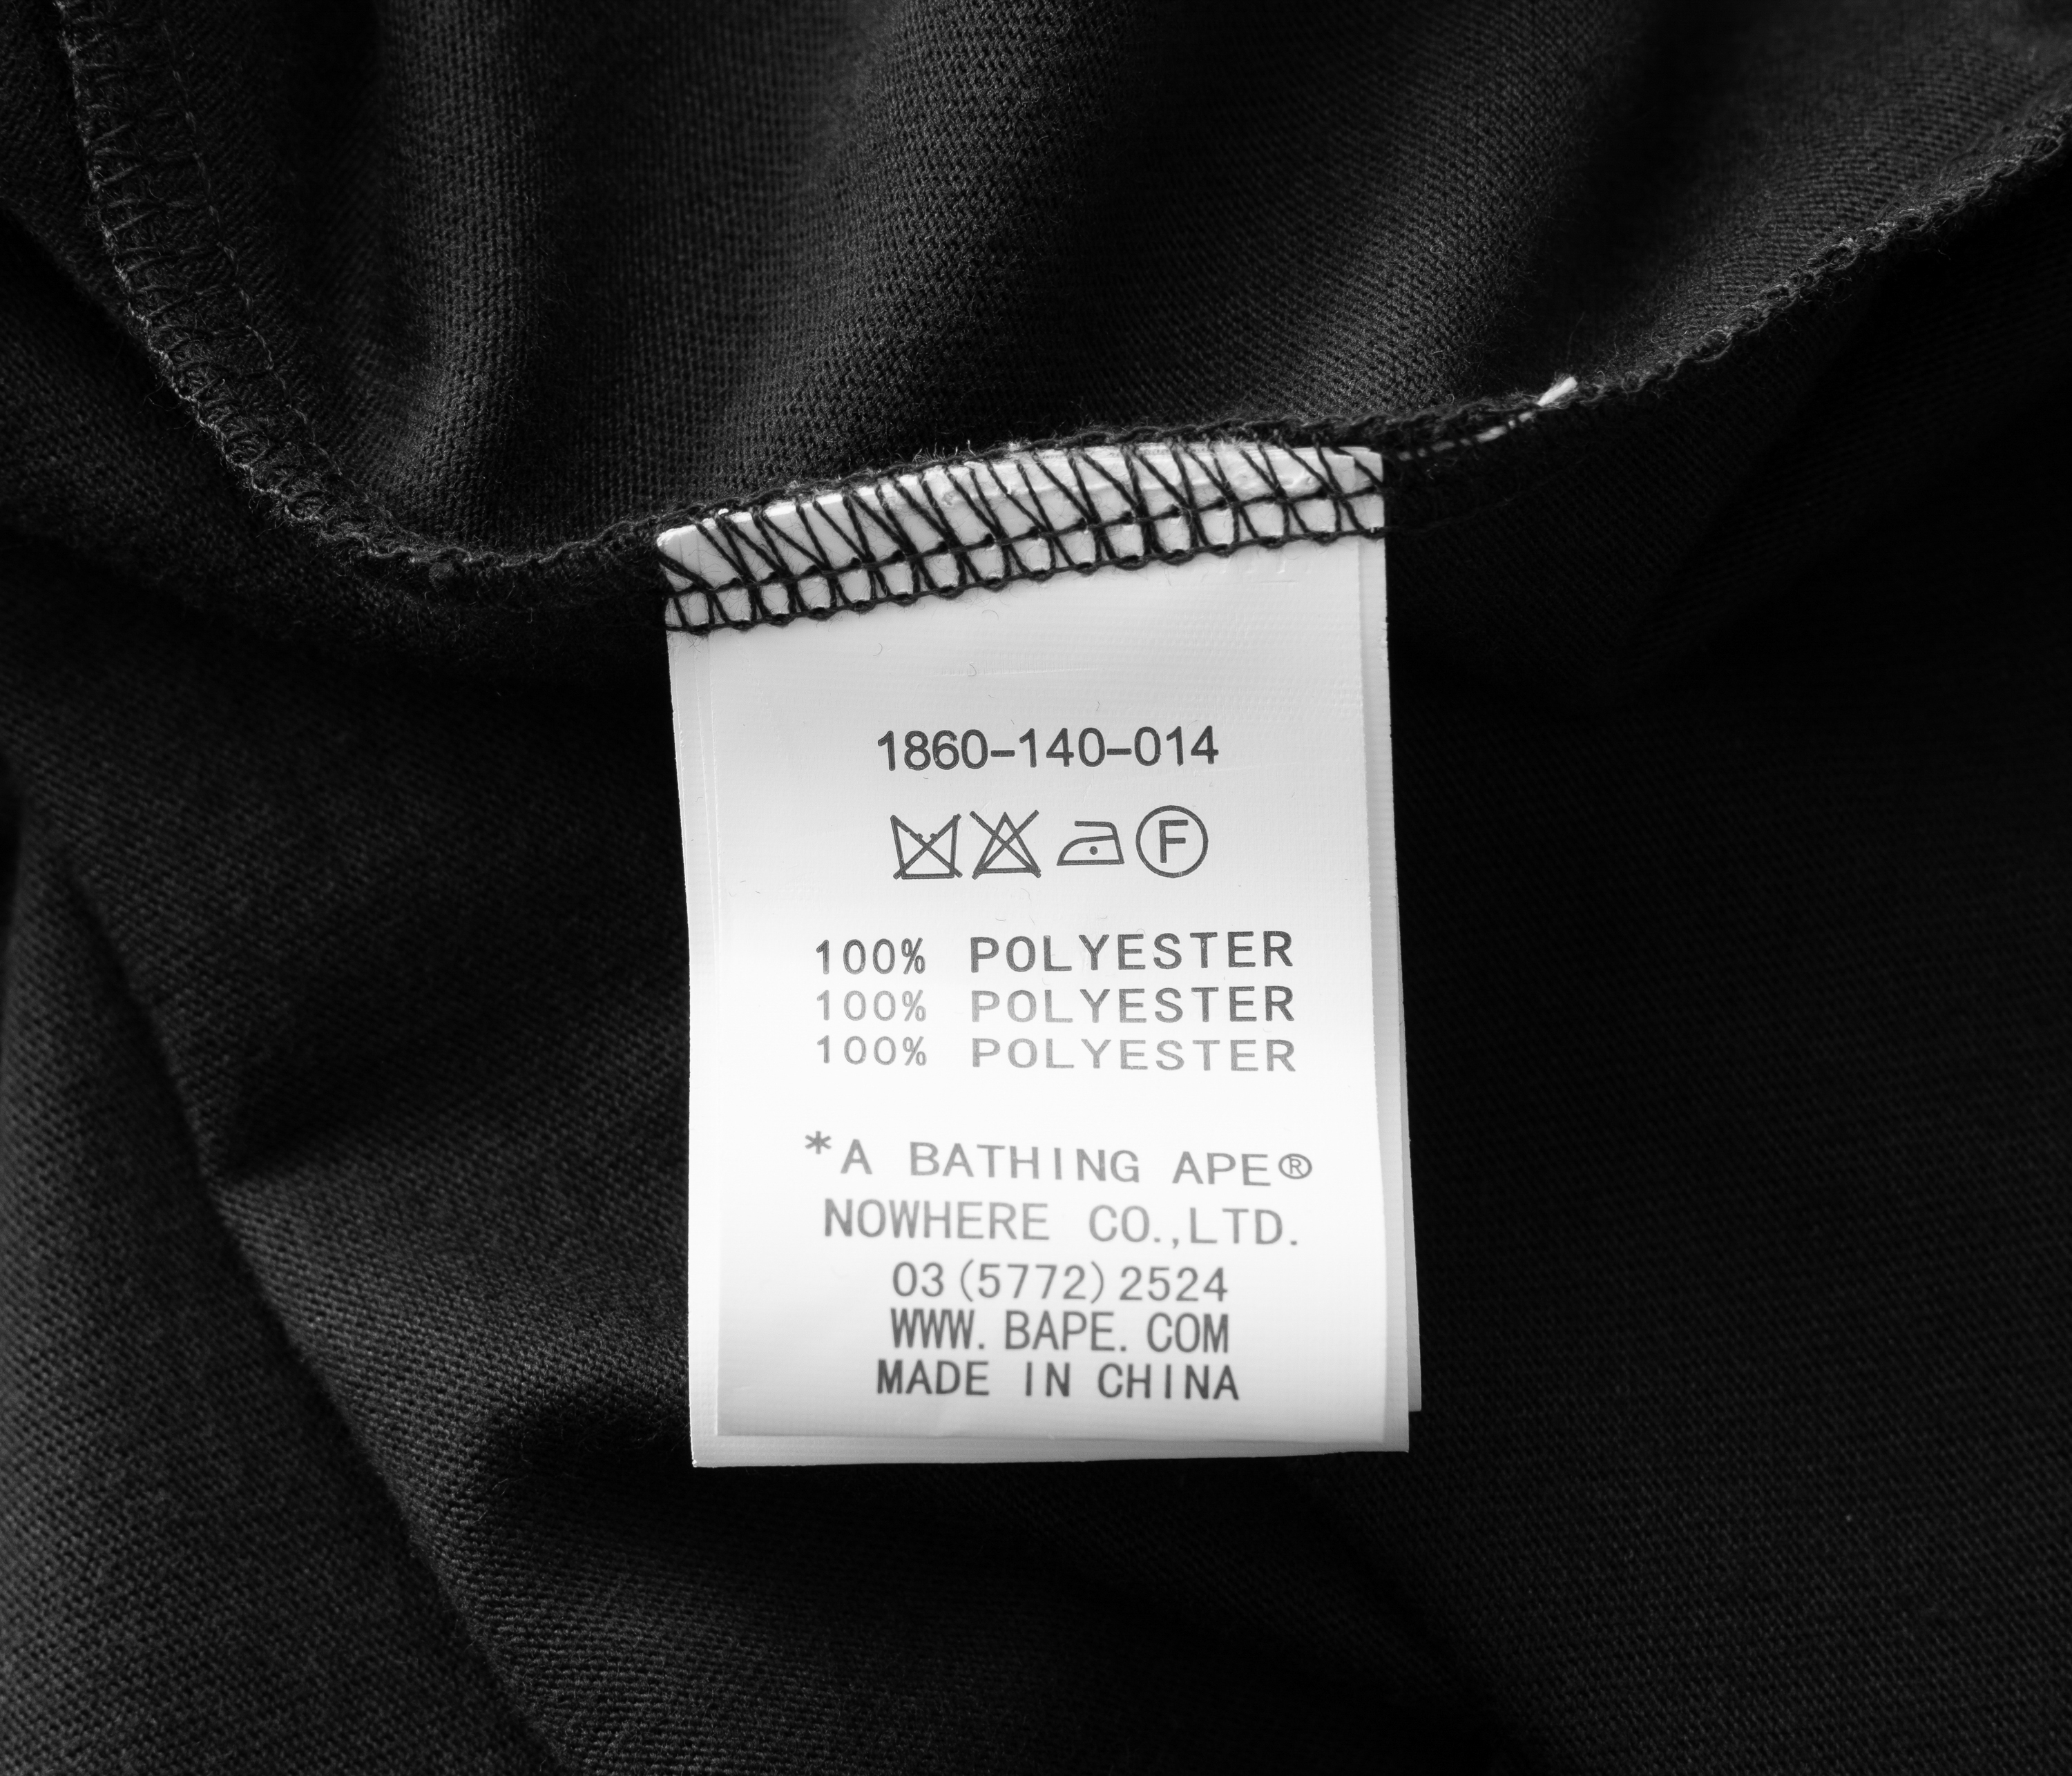 1860-140-014
F
100% POLYESTER
100% POLYESTER
100% POLYESTER
*A BATHING APE®
NOWHERE CO.,LTD.
03(5772)2524
WWW.BAPE.COM
MADE IN CHINA